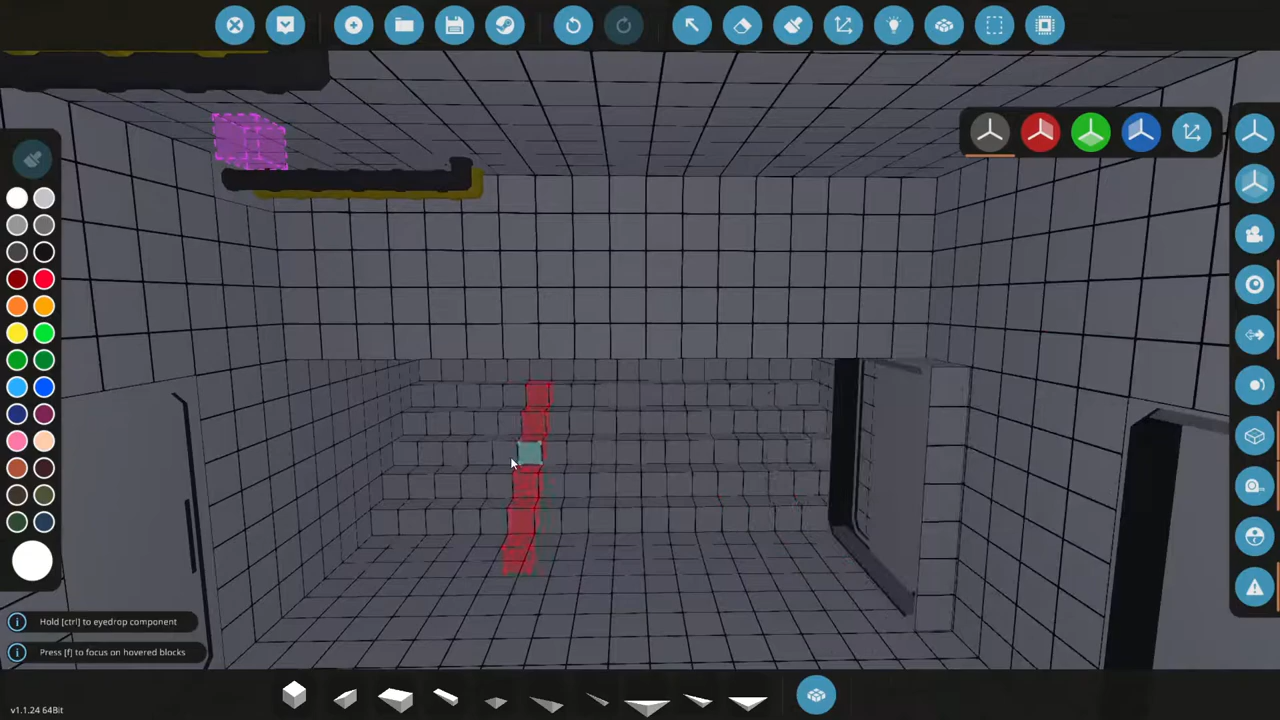 Hold [ctrl] to eyedrop component
Press [f] to focus on hovered blocks
v1.1.24 64Bit